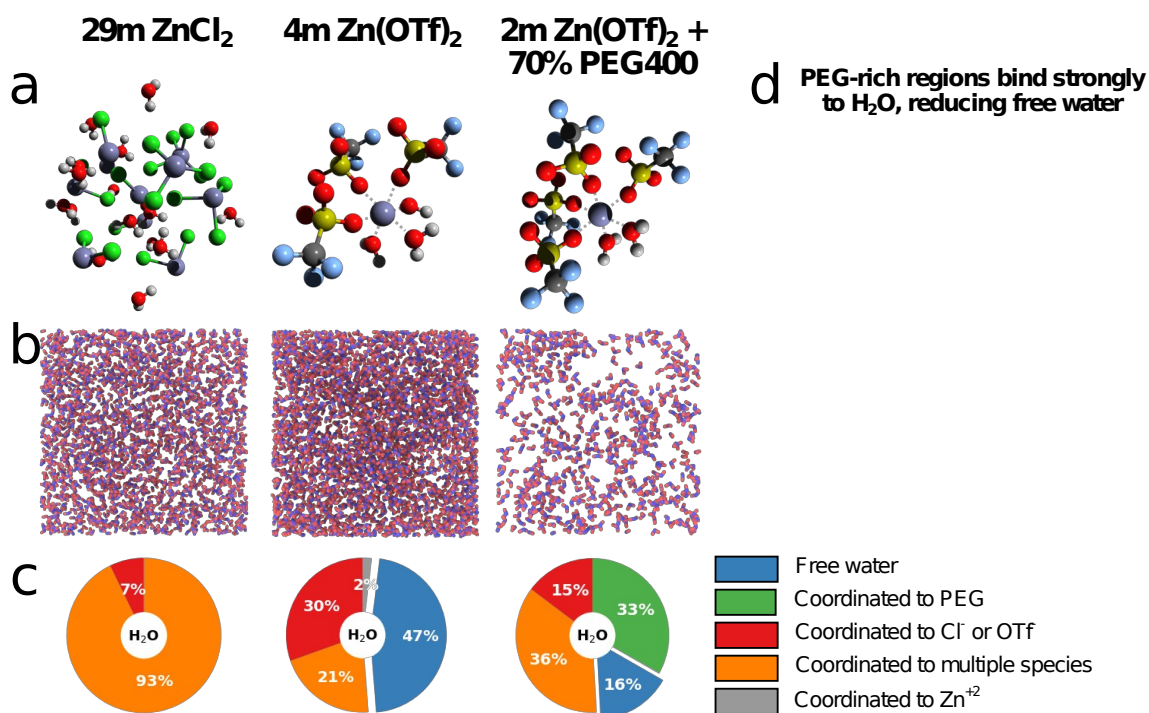 29m ZnCl₂
4m Zn(OTf)₂
2m Zn(OTf)₂ +
70% PEG400
a
d
PEG-rich regions bind strongly
to H₂O, reducing free water
b
c
7%
H₂O
93%
2%
30%
H₂O
47%
21%
15%
33%
H₂O
36%
16%
Free water
Coordinated to PEG
Coordinated to Cl⁻ or OTf
Coordinated to multiple species
Coordinated to Zn⁺²